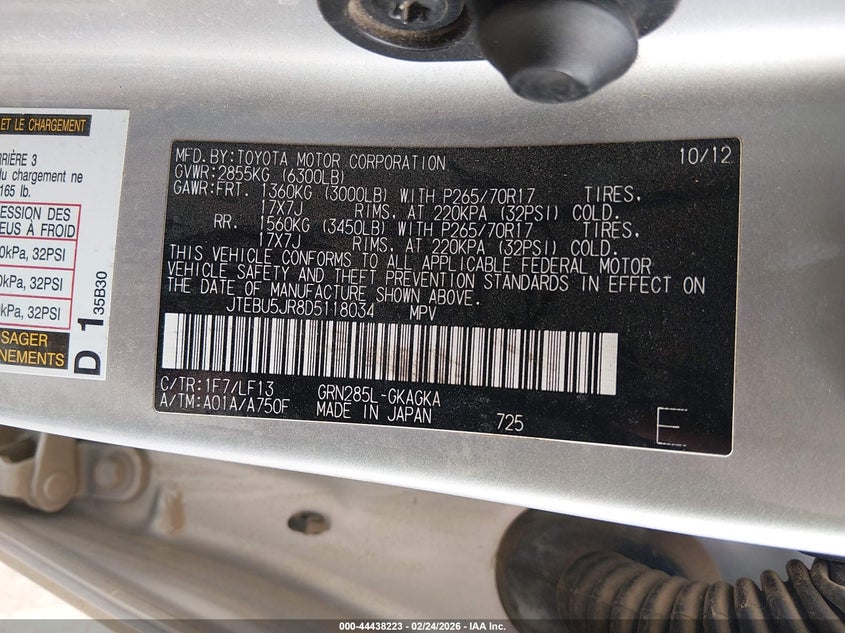 ET LE CHARGEMENT
RIÈRE 3
du chargement ne
165 lb.
ESSION DES
EUS À FROID
0kPa, 32PSI
0kPa, 32PSI
kPa, 32PSI
SAGER
NEMENTS
D 1 35B30
MFD.BY:TOYOTA MOTOR CORPORATION 10/12
GVWR:2855KG (6300LB)
GAWR:FRT. 1360KG (3000LB) WITH P265/70R17 TIRES,
17X7J RIMS, AT 220KPA (32PSI) COLD.
RR. 1560KG (3450LB) WITH P265/70R17 TIRES,
17X7J RIMS, AT 220KPA (32PSI) COLD.
THIS VEHICLE CONFORMS TO ALL APPLICABLE FEDERAL MOTOR
VEHICLE SAFETY AND THEFT PREVENTION STANDARDS IN EFFECT ON
THE DATE OF MANUFACTURE SHOWN ABOVE.
JTEBU5JR8D5118034 MPV
C/TR:1F7/LF13 GRN285L-GKAGKA
A/TM:A01A/A750F MADE IN JAPAN 725 E
000-44438223 - 02/24/2026 - IAA Inc.